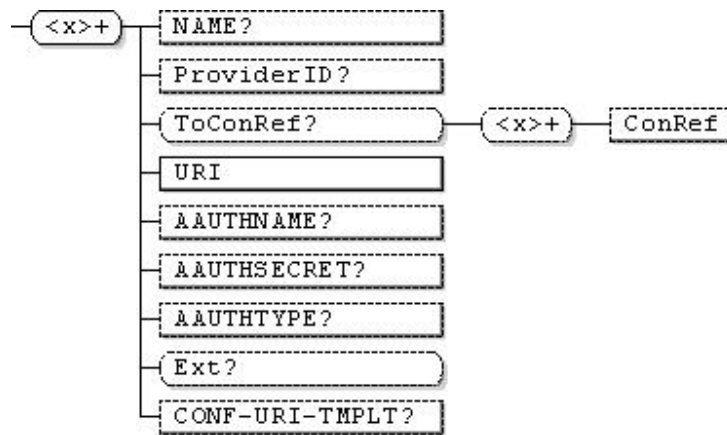 <x>+
NAME?
ProviderID?
ToConRef?
<x>+
ConRef
URI
AAUTHNAME?
AAUTHSECRET?
AAUTHTYPE?
Ext?
CONF-URI-TMPLT?